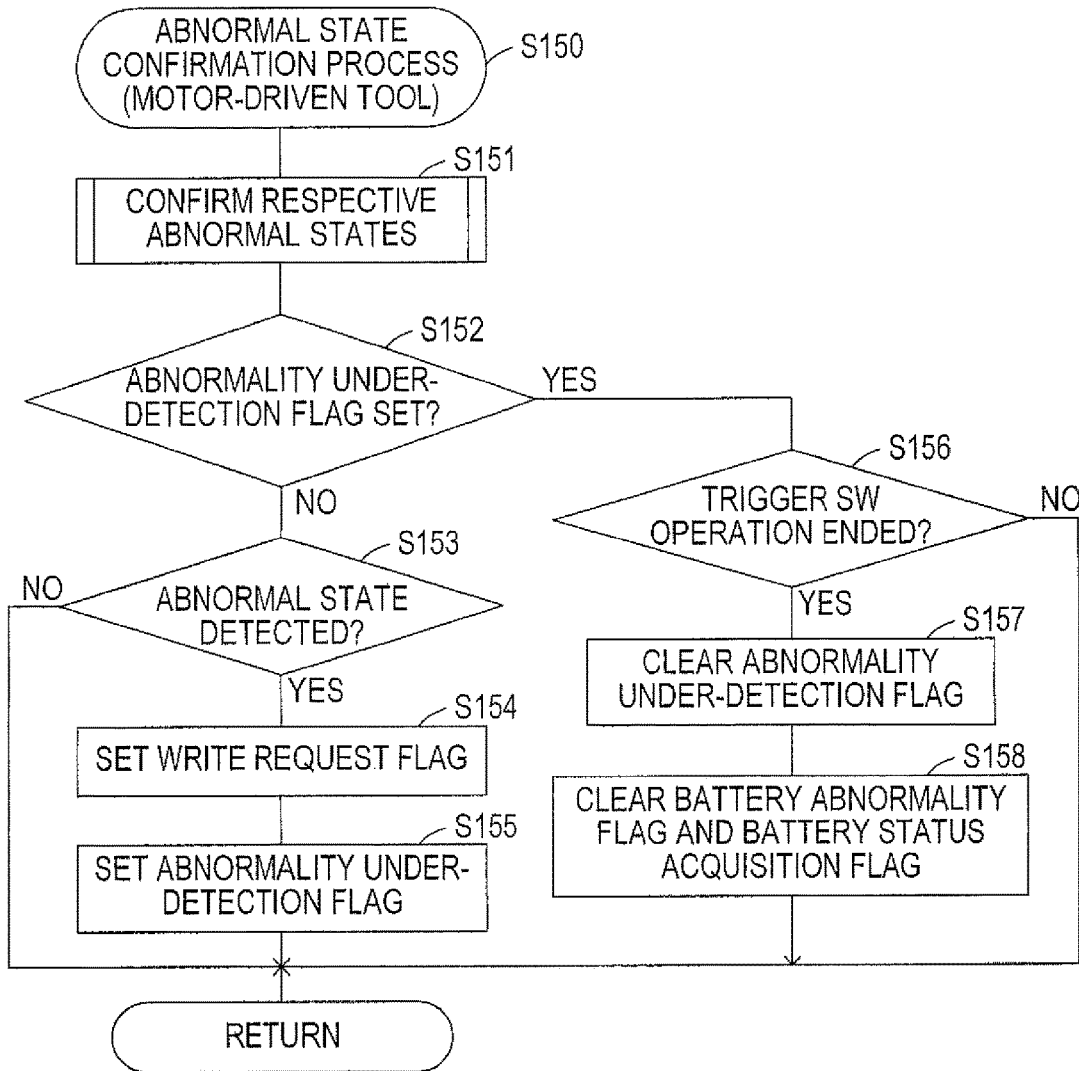 ABNORMAL STATE
CONFIRMATION PROCESS
(MOTOR-DRIVEN TOOL)
S150
S151
CONFIRM RESPECTIVE
ABNORMAL STATES
S152
ABNORMALITY UNDER-
DETECTION FLAG SET?
YES
NO
S153
NO
ABNORMAL STATE
DETECTED?
YES
S154
SET WRITE REQUEST FLAG
S155
SET ABNORMALITY UNDER-
DETECTION FLAG
S156
TRIGGER SW
OPERATION ENDED?
NO
YES
S157
CLEAR ABNORMALITY
UNDER-DETECTION FLAG
S158
CLEAR BATTERY ABNORMALITY
FLAG AND BATTERY STATUS
ACQUISITION FLAG
RETURN